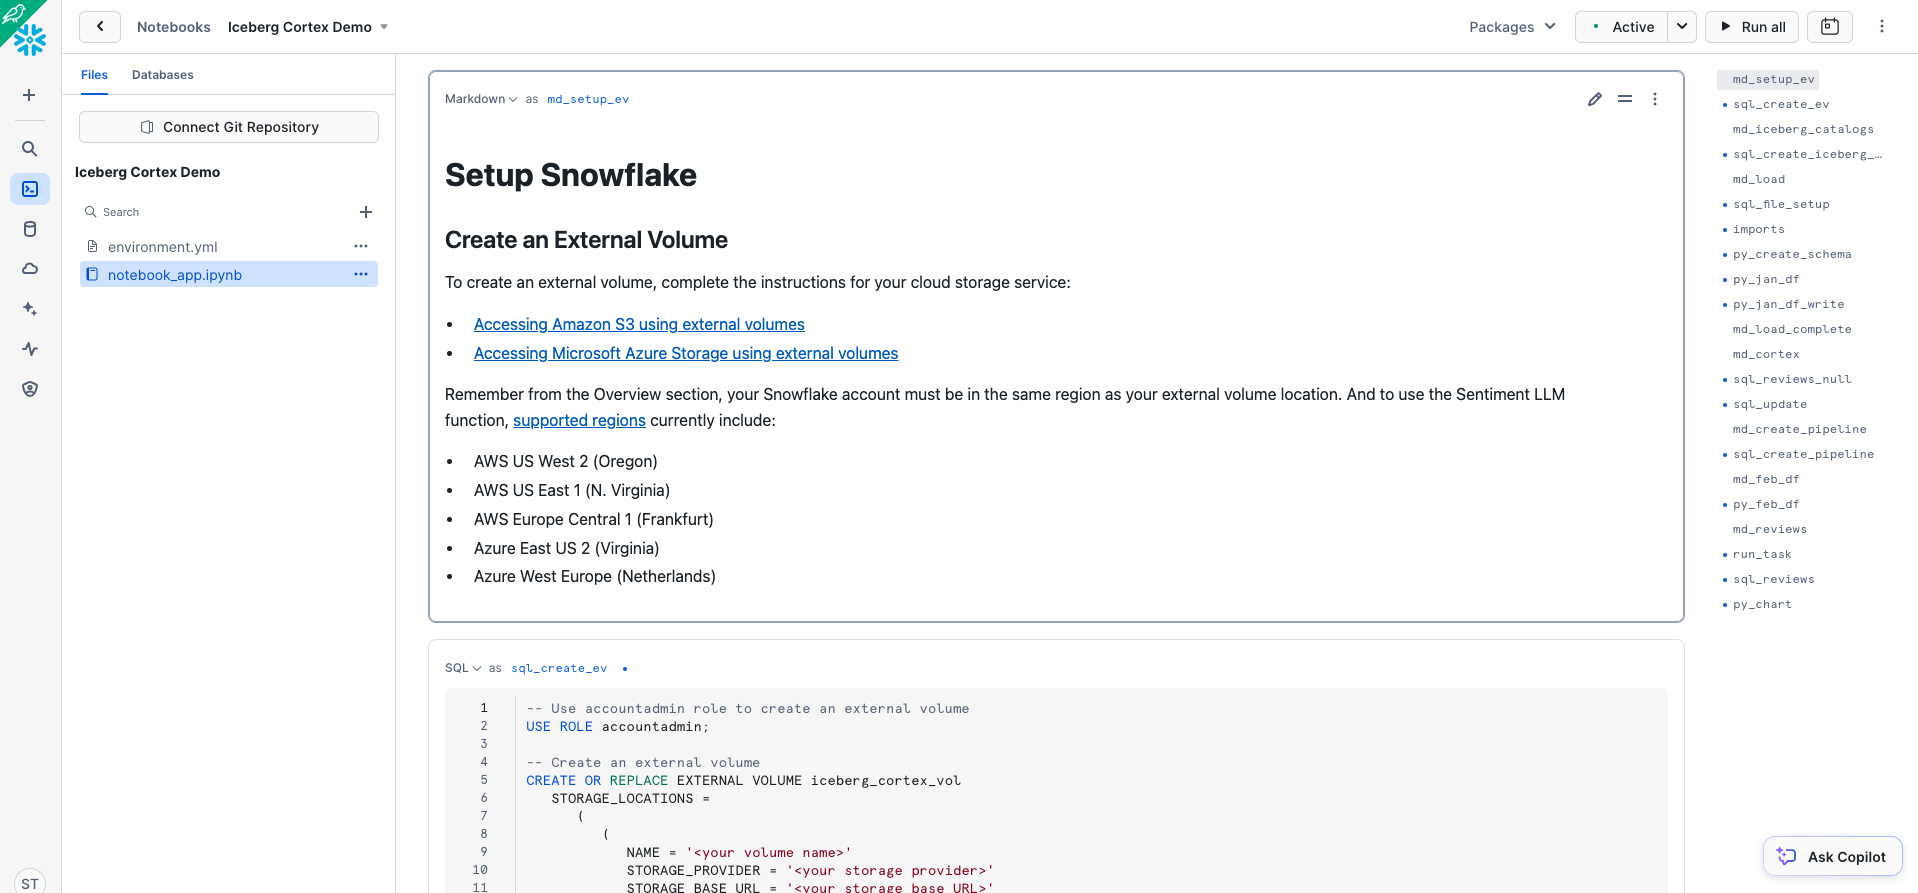 Notebooks
Iceberg Cortex Demo
Packages
Active
Run all
Files
Databases
Connect Git Repository
Iceberg Cortex Demo
Search
environment.yml
notebook_app.ipynb
ST
Markdown as md_setup_ev
Setup Snowflake
Create an External Volume
To create an external volume, complete the instructions for your cloud storage service:
• Accessing Amazon S3 using external volumes
• Accessing Microsoft Azure Storage using external volumes
Remember from the Overview section, your Snowflake account must be in the same region as your external volume location. And to use the Sentiment LLM
function, supported regions currently include:
• AWS US West 2 (Oregon)
• AWS US East 1 (N. Virginia)
• AWS Europe Central 1 (Frankfurt)
• Azure East US 2 (Virginia)
• Azure West Europe (Netherlands)
SQL as sql_create_ev
1 -- Use accountadmin role to create an external volume
2 USE ROLE accountadmin;
3
4 -- Create an external volume
5 CREATE OR REPLACE EXTERNAL VOLUME iceberg_cortex_vol
6 STORAGE_LOCATIONS =
7 (
8 (
9 NAME = '<your volume name>'
10 STORAGE_PROVIDER = '<your storage provider>'
11 STORAGE_BASE_URL = '<your storage base URL>'
md_setup_ev
sql_create_ev
md_iceberg_catalogs
sql_create_iceberg_…
md_load
sql_file_setup
imports
py_create_schema
py_jan_df
py_jan_df_write
md_load_complete
md_cortex
sql_reviews_null
sql_update
md_create_pipeline
sql_create_pipeline
md_feb_df
py_feb_df
md_reviews
run_task
sql_reviews
py_chart
Ask Copilot